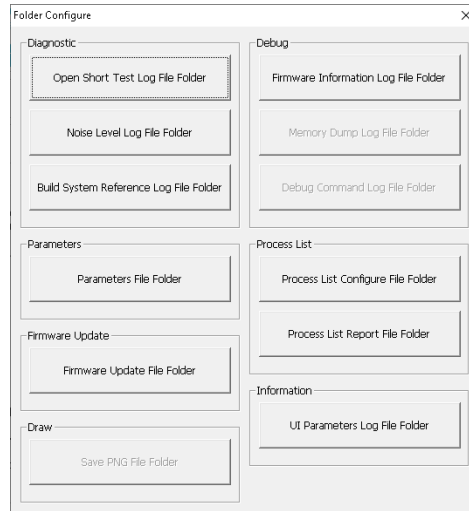 Folder Configure
Diagnostic
Open Short Test Log File Folder
Noise Level Log File Folder
Build System Reference Log File Folder
Parameters
Parameters File Folder
Firmware Update
Firmware Update File Folder
Draw
Save PNG File Folder
Debug
Firmware Information Log File Folder
Memory Dump Log File Folder
Debug Command Log File Folder
Process List
Process List Configure File Folder
Process List Report File Folder
Information
UI Parameters Log File Folder